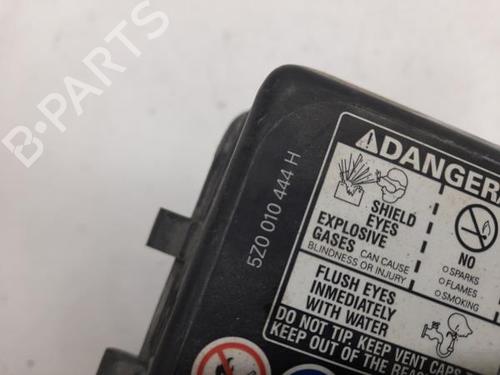 B-PARTS
5Z0 010 444 H
DANGER/
SHIELD
EYES
EXPLOSIVE
GASES CAN CAUSE
BLINDNESS OR INJURY
NO
○ SPARKS
○ FLAMES
○ SMOKING
FLUSH EYES
IMMEDIATELY
WITH WATER
DO NOT TIP. KEEP VENT CAPS
KEEP OUT OF THE REA